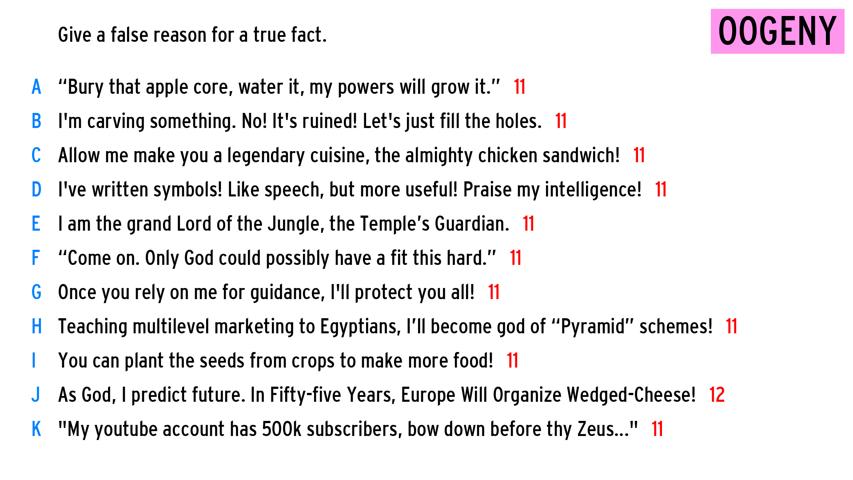 Give a false reason for a true fact.
OOGENY
A “Bury that apple core, water it, my powers will grow it.” 11
B I'm carving something. No! It's ruined! Let's just fill the holes. 11
C Allow me make you a legendary cuisine, the almighty chicken sandwich! 11
D I've written symbols! Like speech, but more useful! Praise my intelligence! 11
E I am the grand Lord of the Jungle, the Temple’s Guardian. 11
F “Come on. Only God could possibly have a fit this hard.” 11
G Once you rely on me for guidance, I'll protect you all! 11
H Teaching multilevel marketing to Egyptians, I’ll become god of “Pyramid” schemes! 11
I You can plant the seeds from crops to make more food! 11
J As God, I predict future. In Fifty-five Years, Europe Will Organize Wedged-Cheese! 12
K "My youtube account has 500k subscribers, bow down before thy Zeus..." 11